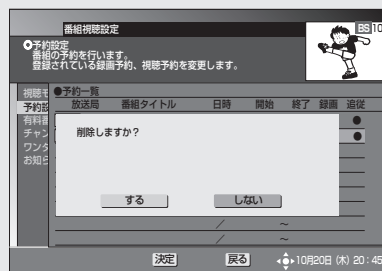 番組視聴設定
BS 10
予約設定
番組の予約を行います。
登録されている録画予約、視聴予約を変更します。
視聴
●予約一覧
予約設
放送局 番組タイトル 日時 開始 終了 録画 追従
有料番
チャン
ワンタ
お知ら
削除しますか?
する しない
/ ~
/ ~
決定 戻る 10月20日 (木) 20:45